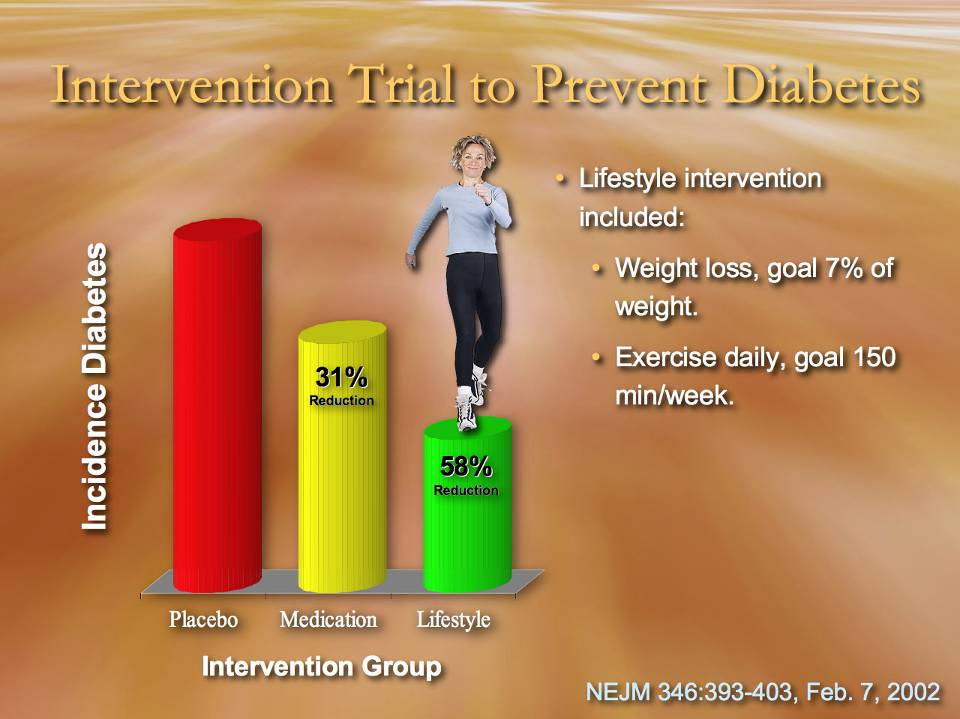 Intervention Trial to Prevent Diabetes
Incidence Diabetes
31%
Reduction
58%
Reduction
Placebo
Medication
Lifestyle
Intervention Group
• Lifestyle intervention
included:
• Weight loss, goal 7% of
weight.
• Exercise daily, goal 150
min/week.
NEJM 346:393-403, Feb. 7, 2002